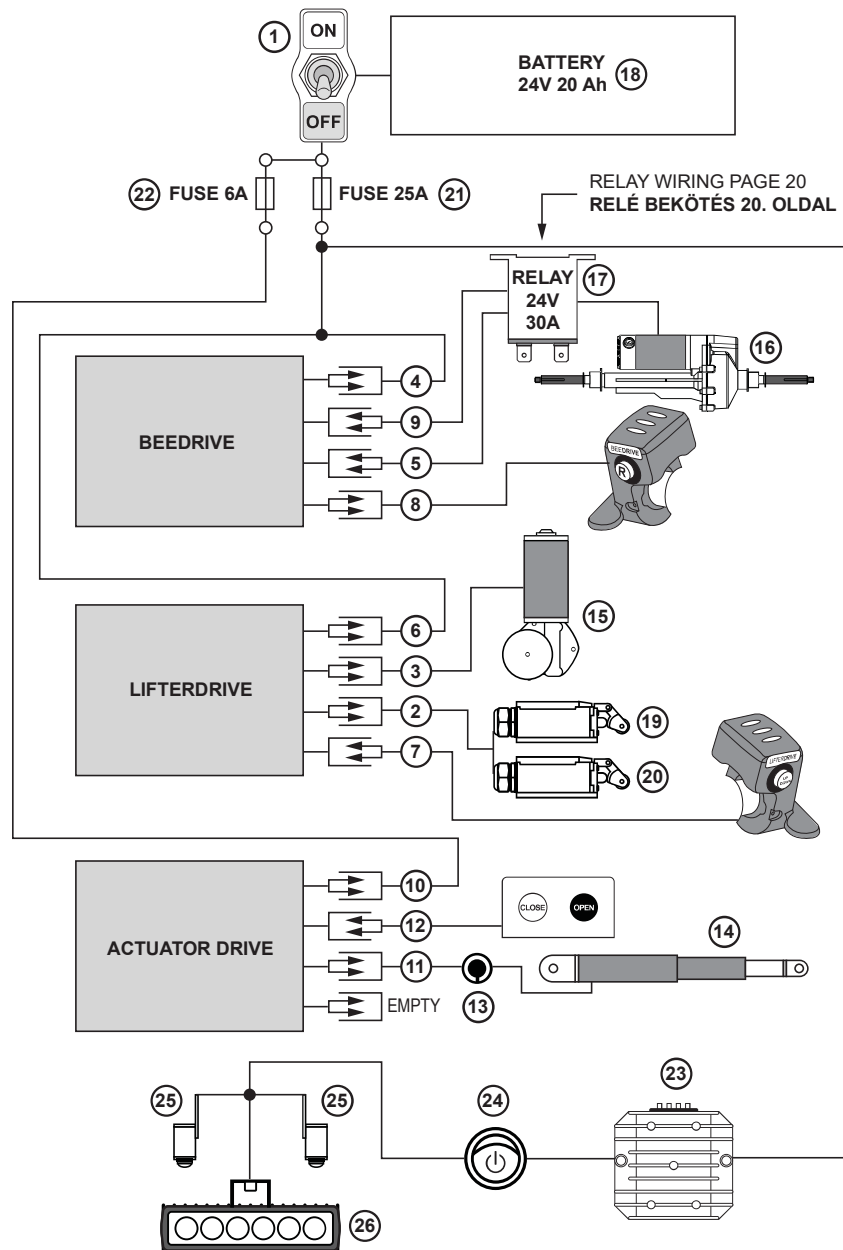 1
ON
OFF
BATTERY
24V 20 Ah
18
22
FUSE 6A
FUSE 25A
21
RELAY WIRING PAGE 20
RELÉ BEKÖTÉS 20. OLDAL
RELAY
24V
30A
17
16
BEEDRIVE
4
9
5
8
BEEDRIVE
R
15
LIFTERDRIVE
6
3
2
7
19
20
LIFTERDRIVE
UP
DOWN
ACTUATOR DRIVE
10
12
11
EMPTY
CLOSE
OPEN
13
14
25
25
24
23
26